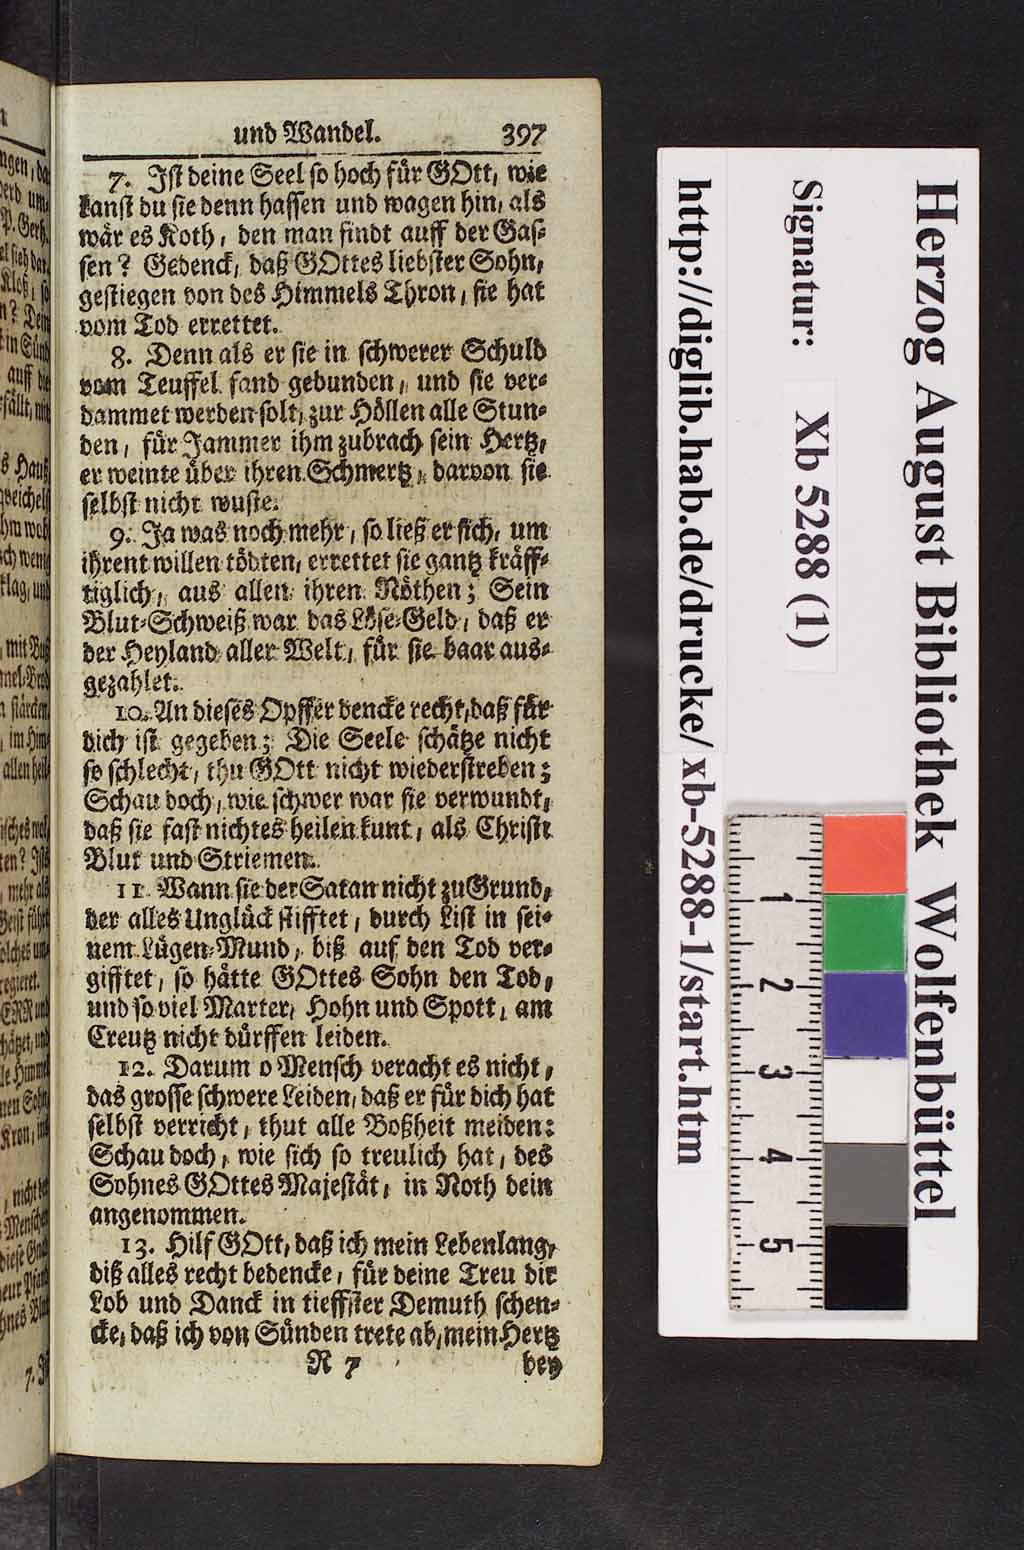 und Wandel. 397
7. Iſt deine Seel ſo hoch für GOtt, wie
kanſt du ſie denn haſſen und wagen hin, als
wär es Koth, den man findt auff der Gaſ⸗
ſen? Gedenck, daß GOttes liebſter Sohn,
geſtiegen von des Himmels Thron, ſie hat
vom Tod errettet.
8. Denn als er ſie in ſchwerer Schuld
vom Teuffel fand gebunden, und ſie ver⸗
dammet werden ſolt, zur Höllen alle Stun⸗
den, für Jammer ihm zubrach ſein Hertz,
er weinte über ihren Schmertz, darvon ſie
ſelbſt nicht wuſte.
9. Ja was noch mehr, ſo ließ er ſich, um
ihrent willen tödten, errettet ſie gantz kräff⸗
tiglich, aus allen ihren Nöthen; Sein
Blut⸗Schweiß war das Löſe⸗Geld, daß er
der Heyland aller Welt, für ſie baar aus⸗
gezahlet.
10. An dieſes Opffer dencke recht, daß für
dich iſt gegeben; Die Seele ſchätze nicht
ſo ſchlecht, thu GOtt nicht wiederſtreben;
Schau doch, wie ſchwer war ſie verwundt,
daß ſie faſt nichtes heilen kunt, als Chriſti
Blut und Striemen.
11. Wann ſie der Satan nicht zu Grund,
der alles Unglück ſtifftet, durch Liſt in ſei⸗
nem Lügen⸗Mund, biß auf den Tod ver⸗
gifftet, ſo hätte GOttes Sohn den Tod,
und ſo viel Marter, Hohn und Spott, am
Creutz nicht dürffen leiden.
12. Darum o Menſch veracht es nicht,
das groſſe ſchwere Leiden, daß er für dich hat
ſelbſt verricht, thut alle Boßheit meiden:
Schau doch, wie ſich ſo treulich hat, des
Sohnes GOttes Majeſtät, in Noth dein
angenommen.
13. Hilf GOtt, daß ich mein Lebenlang,
diß alles recht bedencke, für deine Treu dir
Lob und Danck in tieffſter Demuth ſchen⸗
cke, daß ich von Sünden trete ab, mein Hertz
R 7 bey
Herzog August Bibliothek Wolfenbüttel
Signatur: Xb 5288 (1)
http://diglib.hab.de/drucke/xb-5288-1/start.htm
1
2
3
4
5